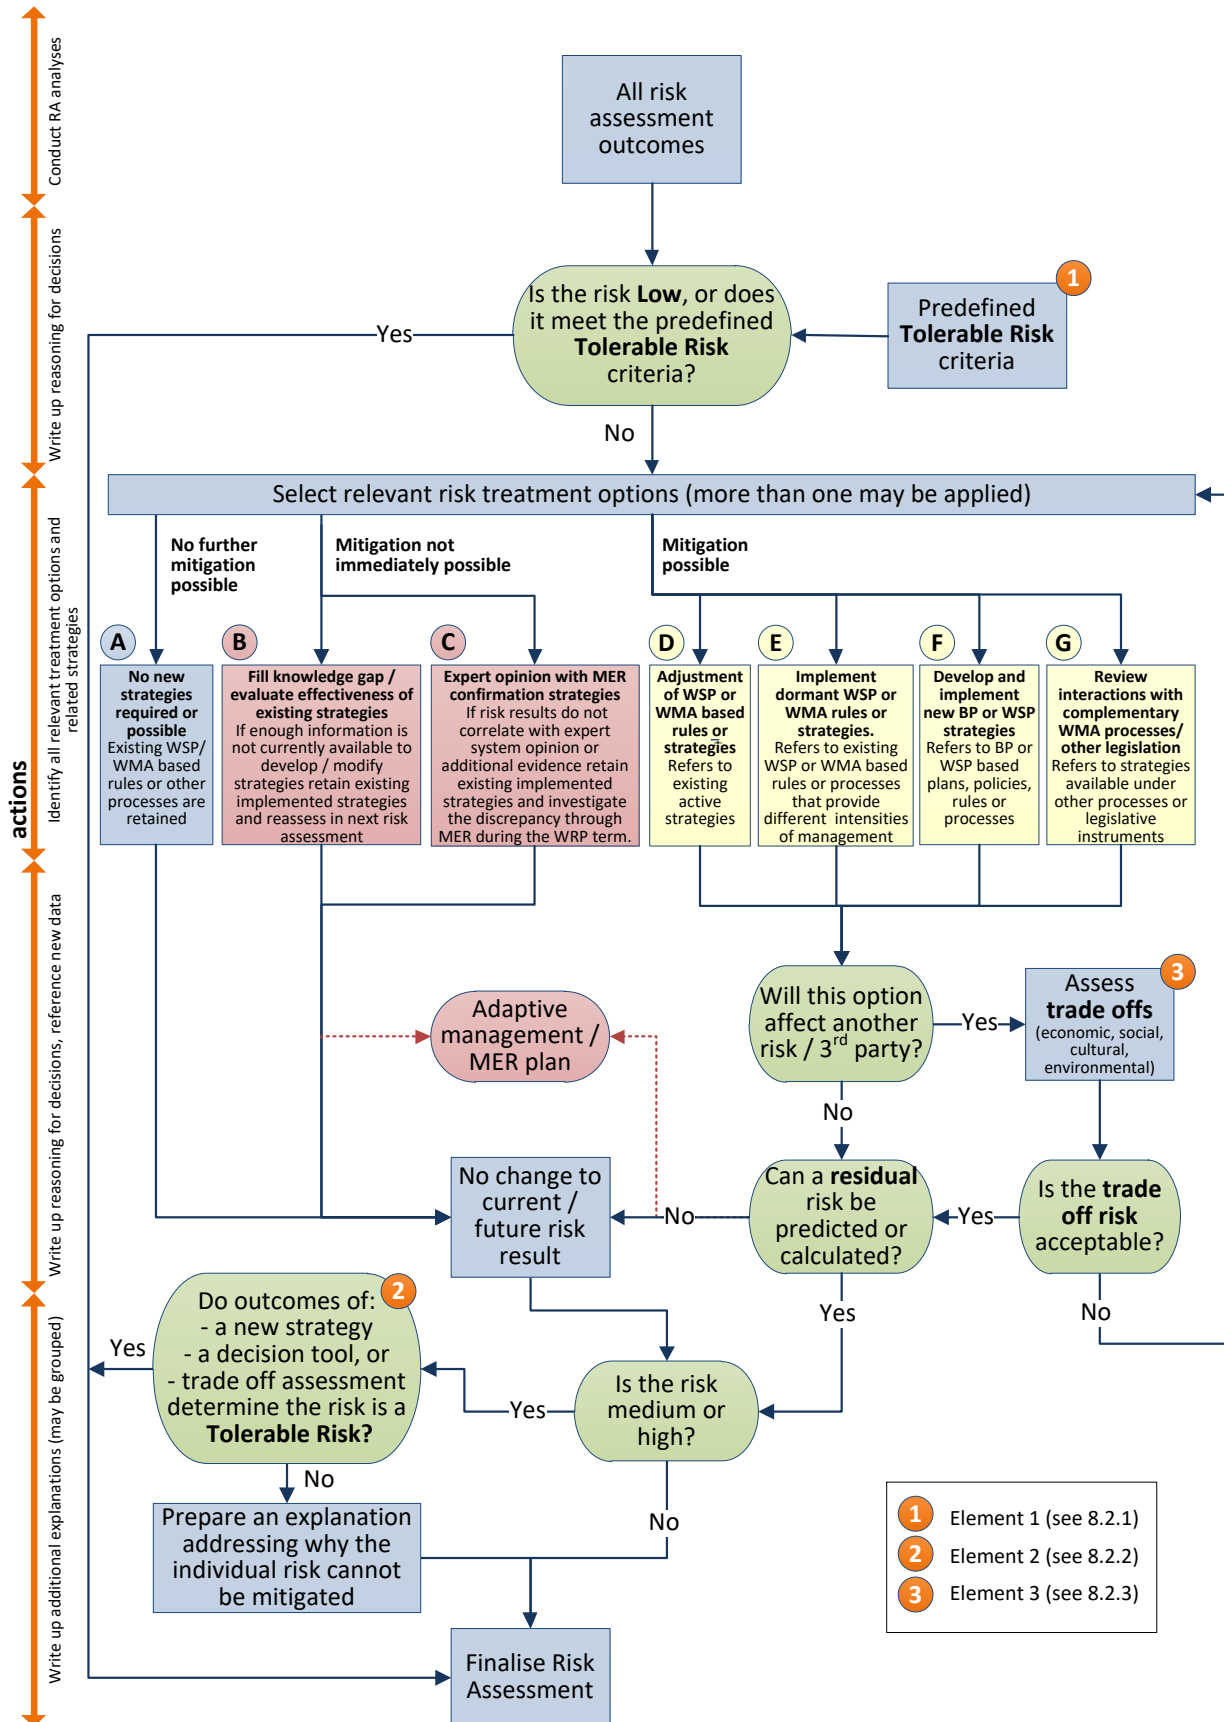 All risk
assessment
outcomes
Conduct RA analyses
Is the risk Low, or does
it meet the predefined
Tolerable Risk
criteria?
1
Predefined
Tolerable Risk
criteria
Yes
No
Write up reasoning for decisions
Select relevant risk treatment options (more than one may be applied)
No further
mitigation
possible
Mitigation not
immediately possible
Mitigation
possible
actions
Identify all relevant treatment options and
related strategies
A
No new
strategies
required or
possible
Existing WSP/
WMA based
rules or other
processes are
retained
B
Fill knowledge gap /
evaluate effectiveness of
existing strategies
If enough information is
not currently available to
develop / modify
strategies retain existing
implemented strategies
and reassess in next risk
assessment
C
Expert opinion with MER
confirmation strategies
If risk results do not
correlate with expert
system opinion or
additional evidence retain
existing implemented
strategies and investigate
the discrepancy through
MER during the WRP term.
D
Adjustment
of WSP or
WMA based
rules or
strategies
Refers to
existing
active
strategies
E
Implement
dormant WSP or
WMA rules or
strategies.
Refers to existing
WSP or WMA based
rules or processes
that provide
different intensities
of management
F
Develop and
implement
new BP or WSP
strategies
Refers to BP or
WSP based
plans, policies,
rules or
processes
G
Review
interactions with
complementary
WMA processes/
other legislation
Refers to strategies
available under
other processes or
legislative
instruments
Write up reasoning for decisions, reference new data
Adaptive
management /
MER plan
Will this option
affect another
risk / 3rd party?
Yes
3
Assess
trade offs
(economic, social,
cultural,
environmental)
No
No change to
current /
future risk
result
No
Can a residual
risk be
predicted or
calculated?
Yes
Is the trade
off risk
acceptable?
Yes
No
Write up additional explanations (may be grouped)
2
Do outcomes of:
- a new strategy
- a decision tool, or
- trade off assessment
determine the risk is a
Tolerable Risk?
Yes
Yes
Is the risk
medium or
high?
No
No
Prepare an explanation
addressing why the
individual risk cannot
be mitigated
Finalise Risk
Assessment
1 Element 1 (see 8.2.1)
2 Element 2 (see 8.2.2)
3 Element 3 (see 8.2.3)